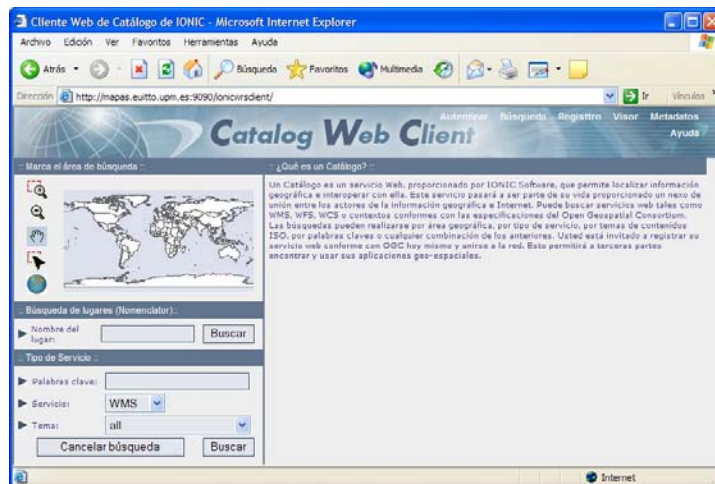 Cliente Web de Catálogo de IONIC - Microsoft Internet Explorer
Archivo Edición Ver Favoritos Herramientas Ayuda
Atrás Búsqueda Favoritos Multimedia
Dirección http://mapas.euitto.upm.es:9090/ionicwrsclient/ Ir Vínculos
Catalog Web Client
Autenticar Búsqueda Registro Visor Metadatos
Ayuda
:: Marca el área de búsqueda ::
:: ¿Qué es un Catálogo? ::
Un Catálogo es un servicio Web, proporcionado por IONIC Software, que permite localizar información
geográfica e interoperar con ella. Este servicio pasará a ser parte de su vida proporcionado un nexo de
unión entre los actores de la información geográfica e Internet. Puede buscar servicios web tales como
WMS, WFS, WCS o contextos conformes con las especificaciones del Open Geospatial Consortium.
Las búsquedas pueden realizarse por área geográfica, por tipo de servicio, por temas de contenidos
ISO, por palabras claves o cualquier combinación de los anteriores. Usted está invitado a registrar su
servicio web conforme con OGC hoy mismo y unirse a la red. Esto permitirá a terceras partes
encontrar y usar sus aplicaciones geo-espaciales.
:: Búsqueda de lugares (Nomenclator)::
Nombre del
lugar: Buscar
:: Tipo de Servicio ::
Palabras clave:
Servicio: WMS
Tema: all
Cancelar búsqueda Buscar
Internet